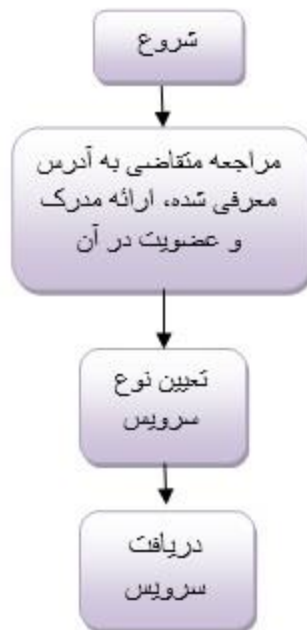 شروع
مراجعه متقاضی به آدرس
معرفی شده، ارائه مدرک
و عضویت در آن
تعیین نوع
سرویس
دریافت
سرویس